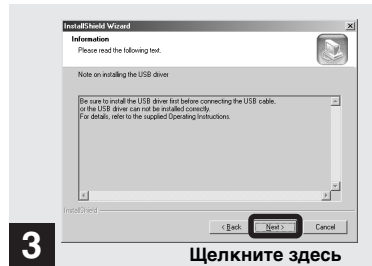 InstallShield Wizard
Information
Please read the following text.
Note on installing the USB driver
Be sure to install the USB driver first before connecting the USB cable,
or the USB driver can not be installed correctly.
For details, refer to the supplied Operating Instructions.
InstallShield
< Back Next > Cancel
3
Щелкните здесь